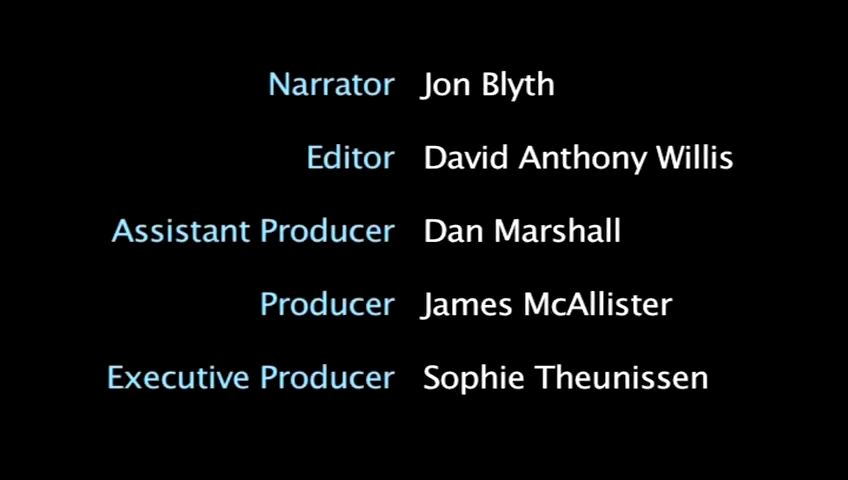 Narrator Jon Blyth
Editor David Anthony Willis
Assistant Producer Dan Marshall
Producer James McAllister
Executive Producer Sophie Theunissen